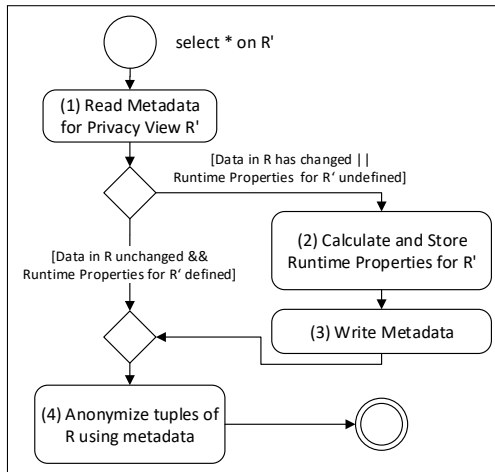 select * on R'
(1) Read Metadata
for Privacy View R'
[Data in R has changed ||
Runtime Properties for R‘ undefined]
(2) Calculate and Store
Runtime Properties for R'
[Data in R unchanged &&
Runtime Properties for R‘ defined]
(3) Write Metadata
(4) Anonymize tuples of
R using metadata